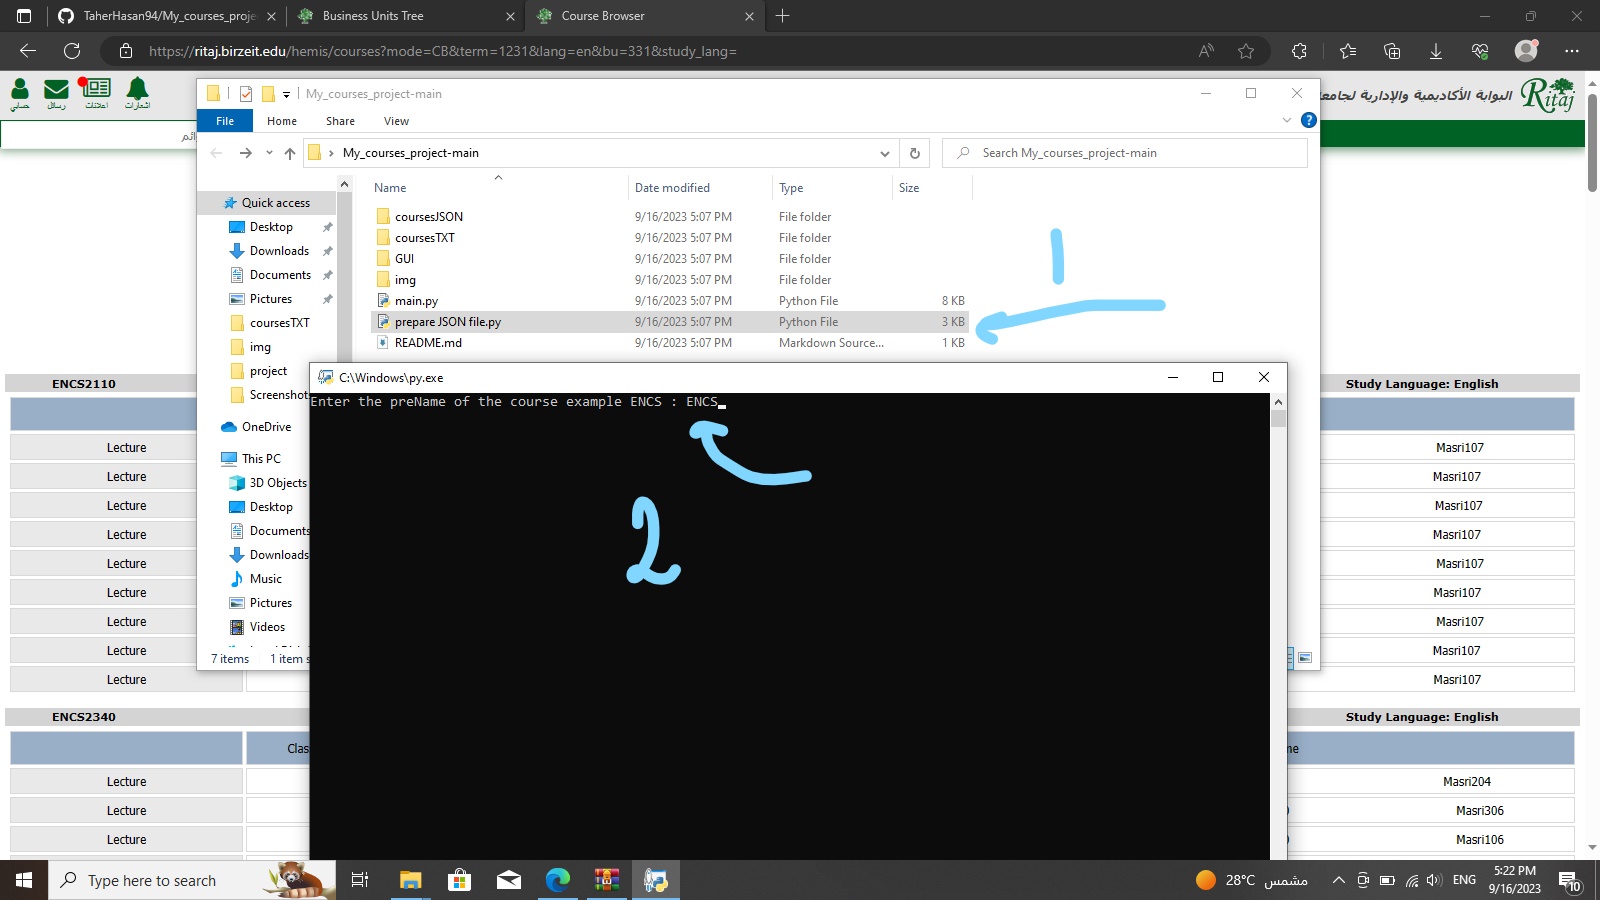 TaherHasan94/My_courses_proje
Business Units Tree
Course Browser
https://ritaj.birzeit.edu/hemis/courses?mode=CB&term=1231&lang=en&bu=331&study_lang=
حسابي
رسائل
اعلانات
اشعارات
My_courses_project-main
البوابة الأكاديمية والإدارية لجامعة
Ritaj
File
Home
Share
View
My_courses_project-main
Search My_courses_project-main
Name
Date modified
Type
Size
Quick access
Desktop
Downloads
Documents
Pictures
coursesTXT
img
project
Screenshot
OneDrive
This PC
3D Objects
Desktop
Documents
Downloads
Music
Pictures
Videos
coursesJSON 9/16/2023 5:07 PM File folder
coursesTXT 9/16/2023 5:07 PM File folder
GUI 9/16/2023 5:07 PM File folder
img 9/16/2023 5:07 PM File folder
main.py 9/16/2023 5:07 PM Python File 8 KB
prepare JSON file.py 9/16/2023 5:07 PM Python File 3 KB
README.md 9/16/2023 5:07 PM Markdown Source... 1 KB
1
7 items 1 item s
C:\Windows\py.exe
Enter the preName of the course example ENCS : ENCS
2
ENCS2110
Study Language: English
Lecture Masri107
Lecture Masri107
Lecture Masri107
Lecture Masri107
Lecture Masri107
Lecture Masri107
Lecture Masri107
Lecture Masri107
Lecture Masri107
ENCS2340
Study Language: English
Clas
me
Lecture Masri204
Lecture Masri306
Lecture Masri106
Type here to search
28°C مشمس
ENG
5:22 PM
9/16/2023
10